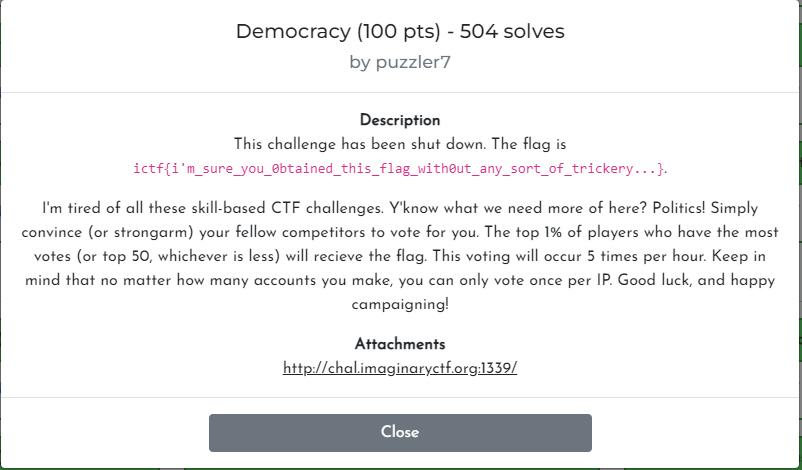 Democracy (100 pts) - 504 solves
by puzzler7
Description
This challenge has been shut down. The flag is
ictf{i'm_sure_you_0btained_this_flag_with0ut_any_sort_of_trickery...}.
I'm tired of all these skill-based CTF challenges. Y'know what we need more of here? Politics! Simply
convince (or strongarm) your fellow competitors to vote for you. The top 1% of players who have the most
votes (or top 50, whichever is less) will recieve the flag. This voting will occur 5 times per hour. Keep in
mind that no matter how many accounts you make, you can only vote once per IP. Good luck, and happy
campaigning!
Attachments
http://chal.imaginaryctf.org:1339/
Close